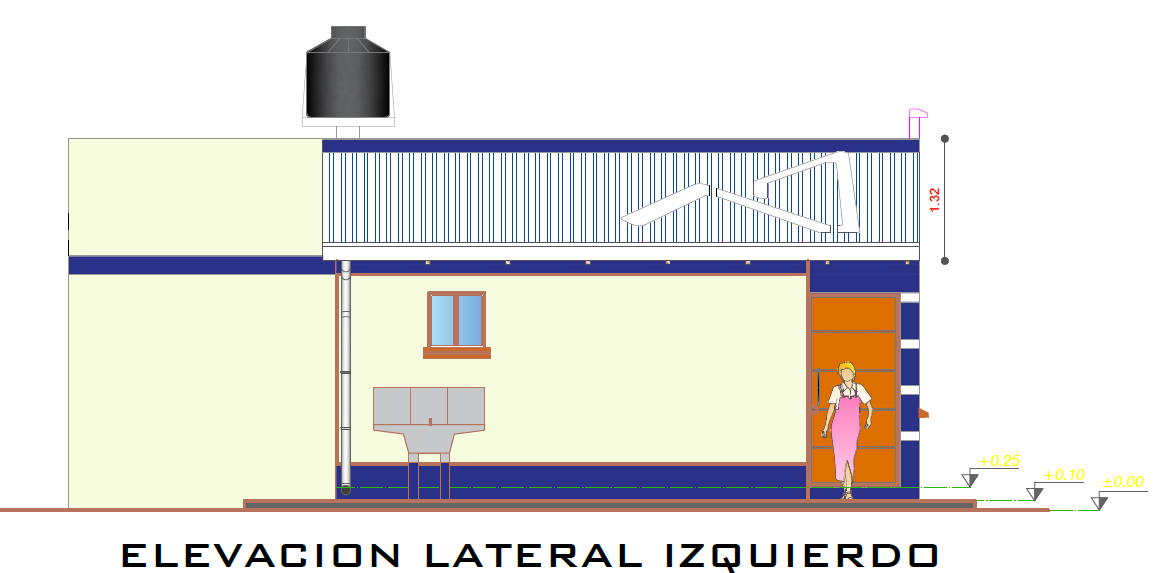 1.32
+0.25
+0.10
±0.00
ELEVACION LATERAL IZQUIERDO